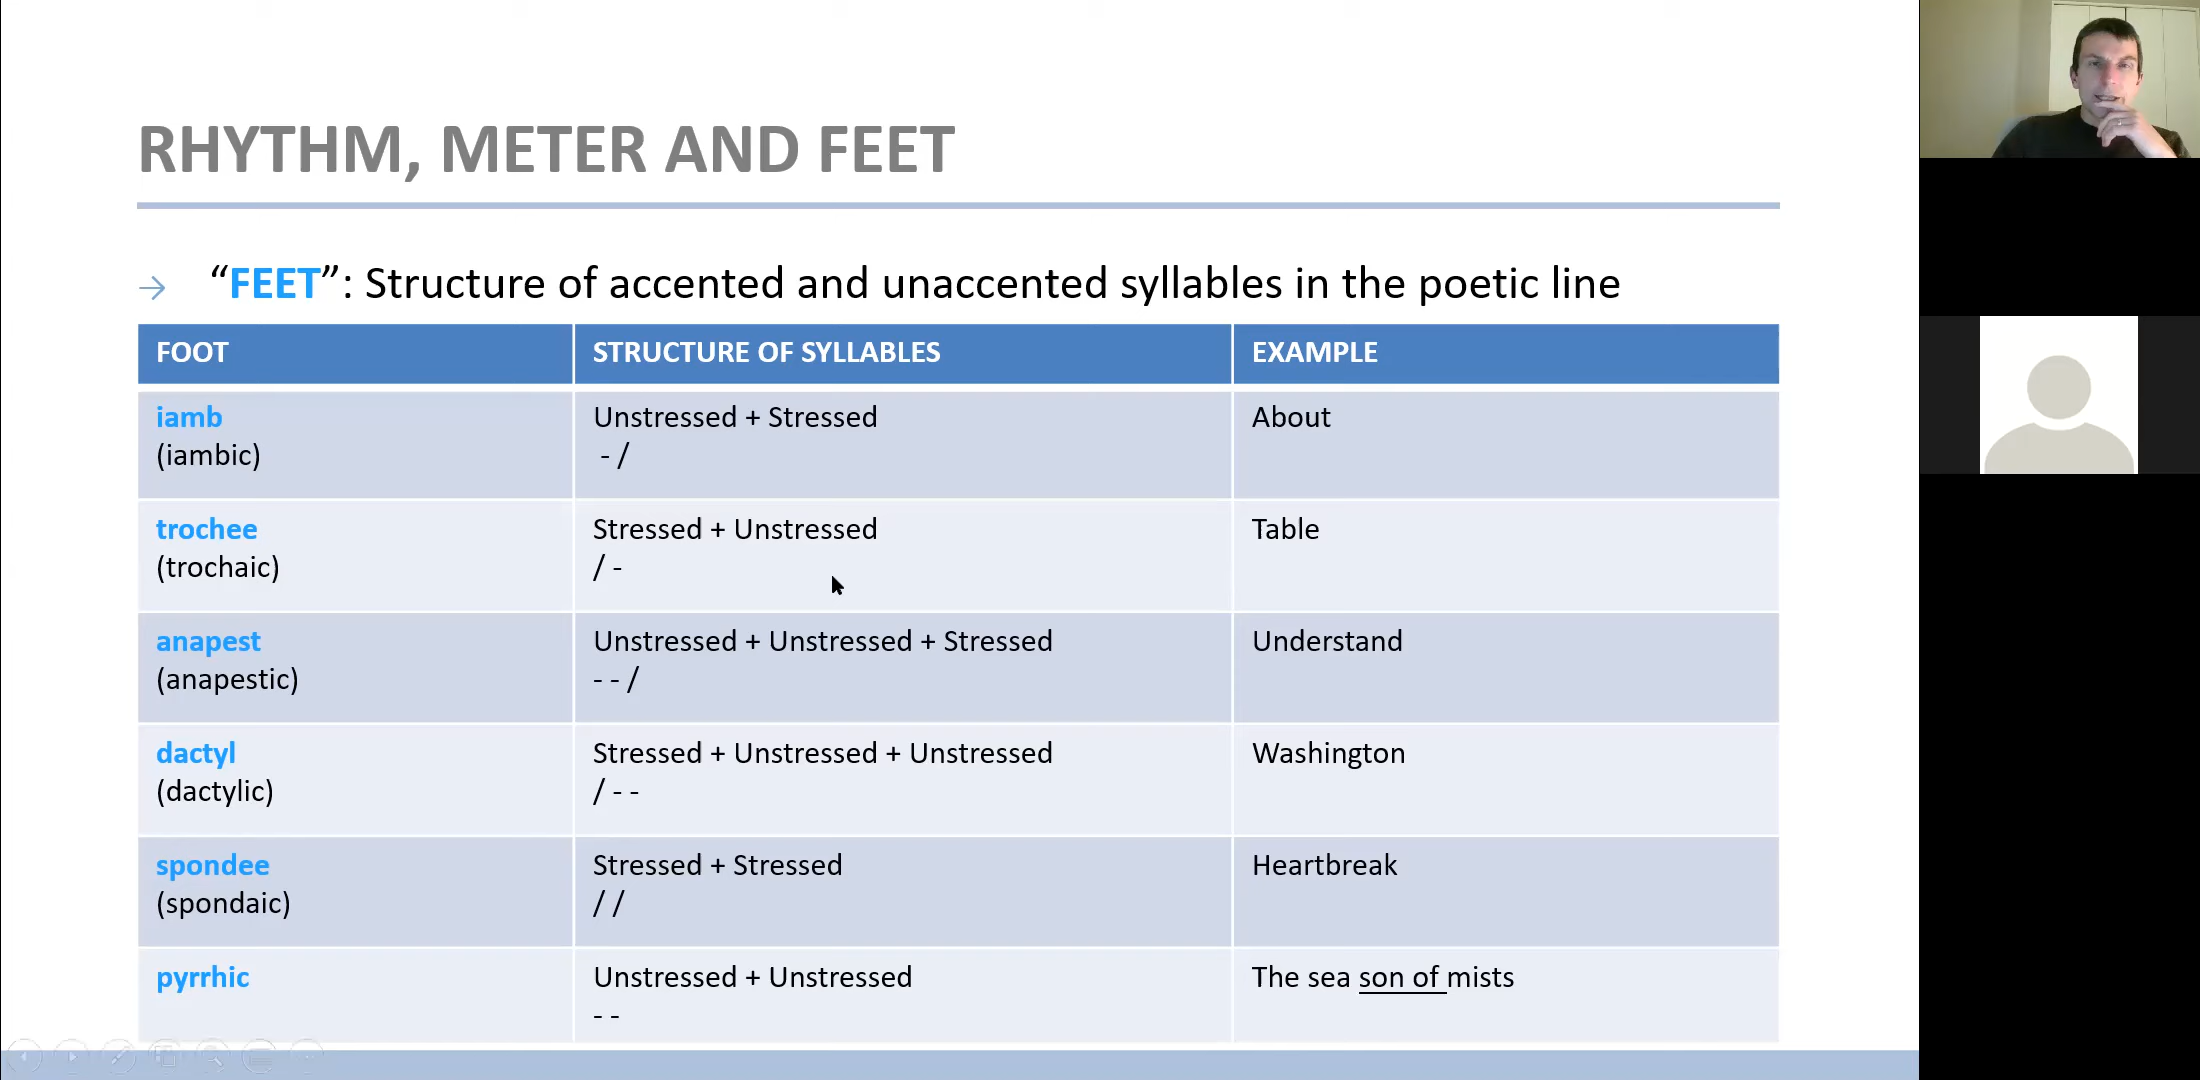 RHYTHM, METER AND FEET
→ “FEET”: Structure of accented and unaccented syllables in the poetic line
FOOT STRUCTURE OF SYLLABLES EXAMPLE
iamb Unstressed + Stressed About
(iambic) - /
trochee Stressed + Unstressed Table
(trochaic) / -
anapest Unstressed + Unstressed + Stressed Understand
(anapestic) - - /
dactyl Stressed + Unstressed + Unstressed Washington
(dactylic) / - -
spondee Stressed + Stressed Heartbreak
(spondaic) / /
pyrrhic Unstressed + Unstressed The sea son of mists
- -